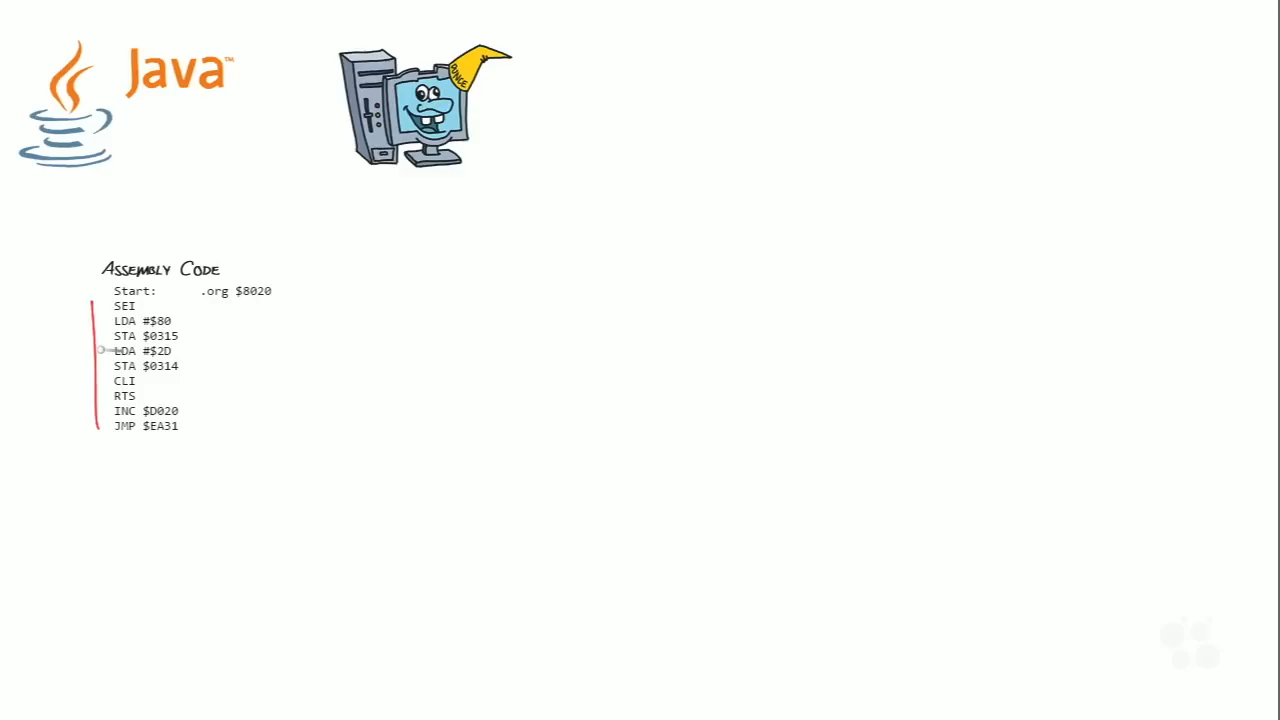 Java™
DUNCE
Assembly Code
Start: .org $8020
SEI
LDA #$80
STA $0315
LDA #$2D
STA $0314
CLI
RTS
INC $D020
JMP $EA31